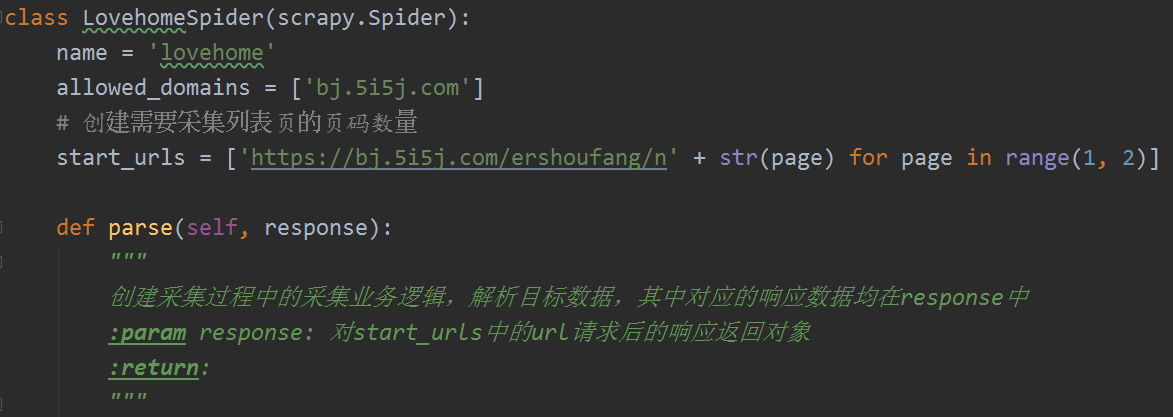 class LovehomeSpider(scrapy.Spider):
    name = 'lovehome'
    allowed_domains = ['bj.5i5j.com']
    # 创建需要采集列表页的页码数量
    start_urls = ['https://bj.5i5j.com/ershoufang/n' + str(page) for page in range(1, 2)]
    def parse(self, response):
        """
        创建采集过程中的采集业务逻辑，解析目标数据，其中对应的响应数据均在response中
        :param response: 对start_urls中的url请求后的响应返回对象
        :return:
        """